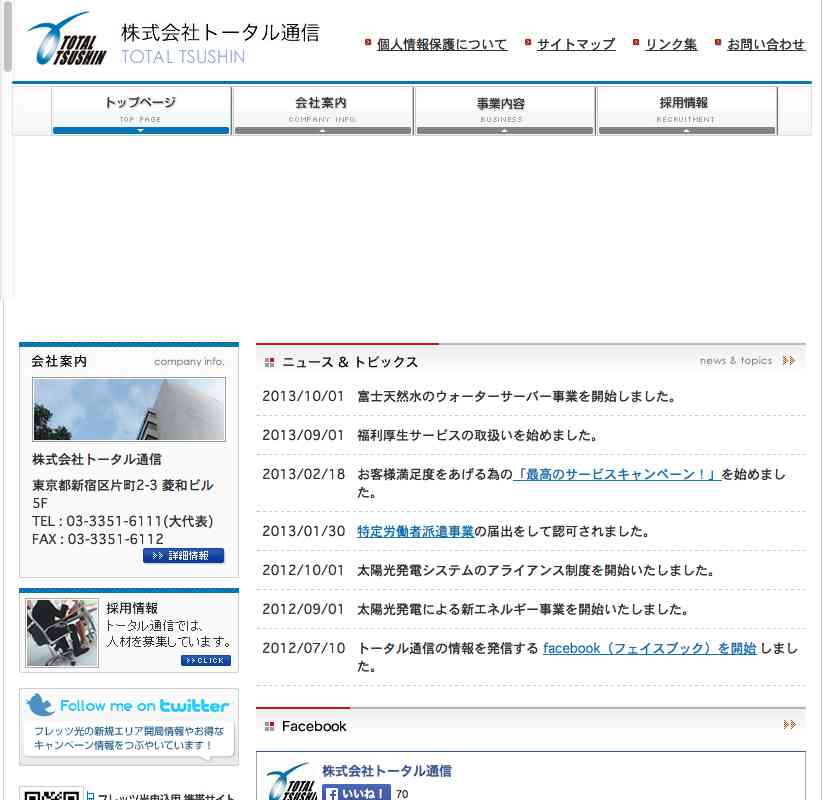 TOTAL
TSUSHIN
株式会社トータル通信
TOTAL TSUSHIN
個人情報保護について サイトマップ リンク集 お問い合わせ
トップページ 会社案内 事業内容 採用情報
TOP PAGE COMPANY INFO. BUSINESS RECRUITMENT
会社案内 company info.
株式会社トータル通信
東京都新宿区片町2-3 菱和ビル
5F
TEL : 03-3351-6111(大代表)
FAX : 03-3351-6112
詳細情報
採用情報
トータル通信では、
人材を募集しています。
CLICK
Follow me on twitter
フレッツ光の新規エリア開局情報やお得な
キャンペーン情報をつぶやいています！
フレッツ光申込用 携帯サイト
ニュース & トピックス news & topics
2013/10/01 富士天然水のウォーターサーバー事業を開始しました。
2013/09/01 福利厚生サービスの取扱いを始めました。
2013/02/18 お客様満足度をあげる為の「最高のサービスキャンペーン！」を始めまし
た。
2013/01/30 特定労働者派遣事業の届出をして認可されました。
2012/10/01 太陽光発電システムのアライアンス制度を開始いたしました。
2012/09/01 太陽光発電による新エネルギー事業を開始いたしました。
2012/07/10 トータル通信の情報を発信する facebook（フェイスブック）を開始 しまし
た。
Facebook
株式会社トータル通信
TOTAL
TSUSHIN
いいね！ 70